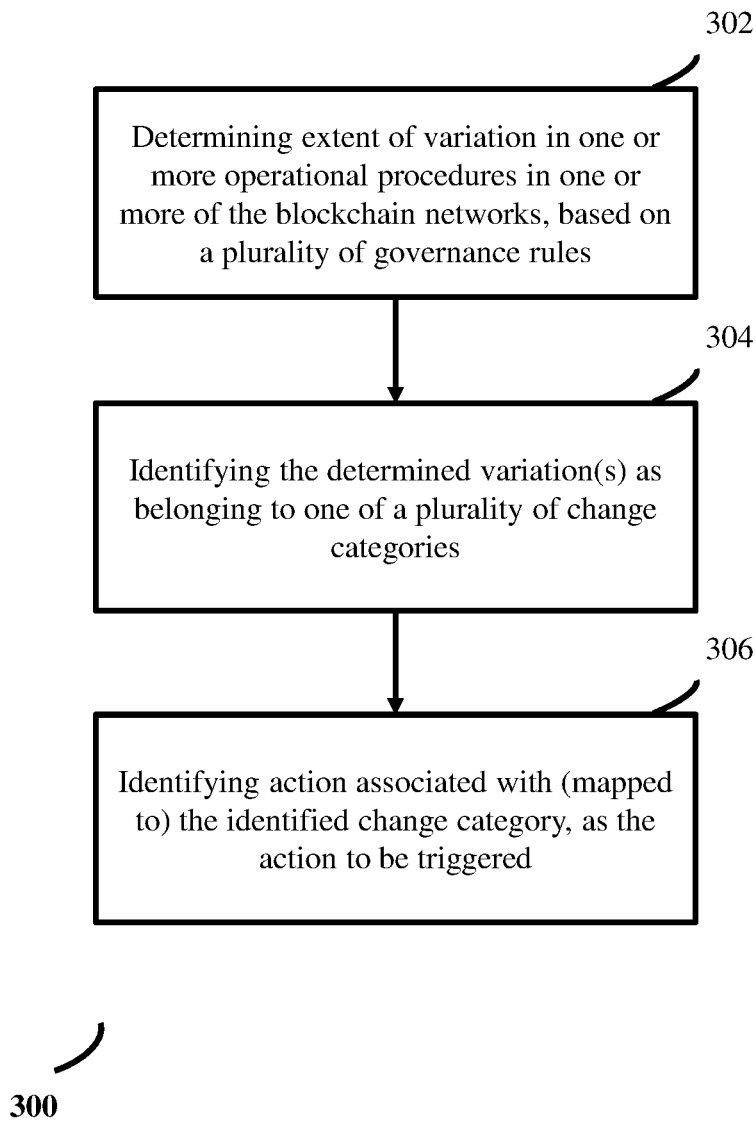 302
Determining extent of variation in one or
more operational procedures in one or
more of the blockchain networks, based on
a plurality of governance rules
304
Identifying the determined variation(s) as
belonging to one of a plurality of change
categories
306
Identifying action associated with (mapped
to) the identified change category, as the
action to be triggered
300